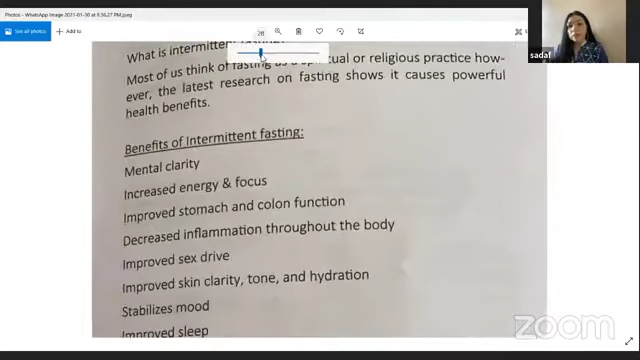 Photos - WhatsApp Image 2021-01-30 at 9.36.27 PM.jpeg
See all photos
Add to
28
What is intermittent
Most of us think of fasting as a spiritual or religious practice how-
ever, the latest research on fasting shows it causes powerful
health benefits.
Benefits of Intermittent fasting:
Mental clarity
Increased energy & focus
Improved stomach and colon function
Decreased inflammation throughout the body
Improved sex drive
Improved skin clarity, tone, and hydration
Stabilizes mood
Improved sleep
sadaf
zoom